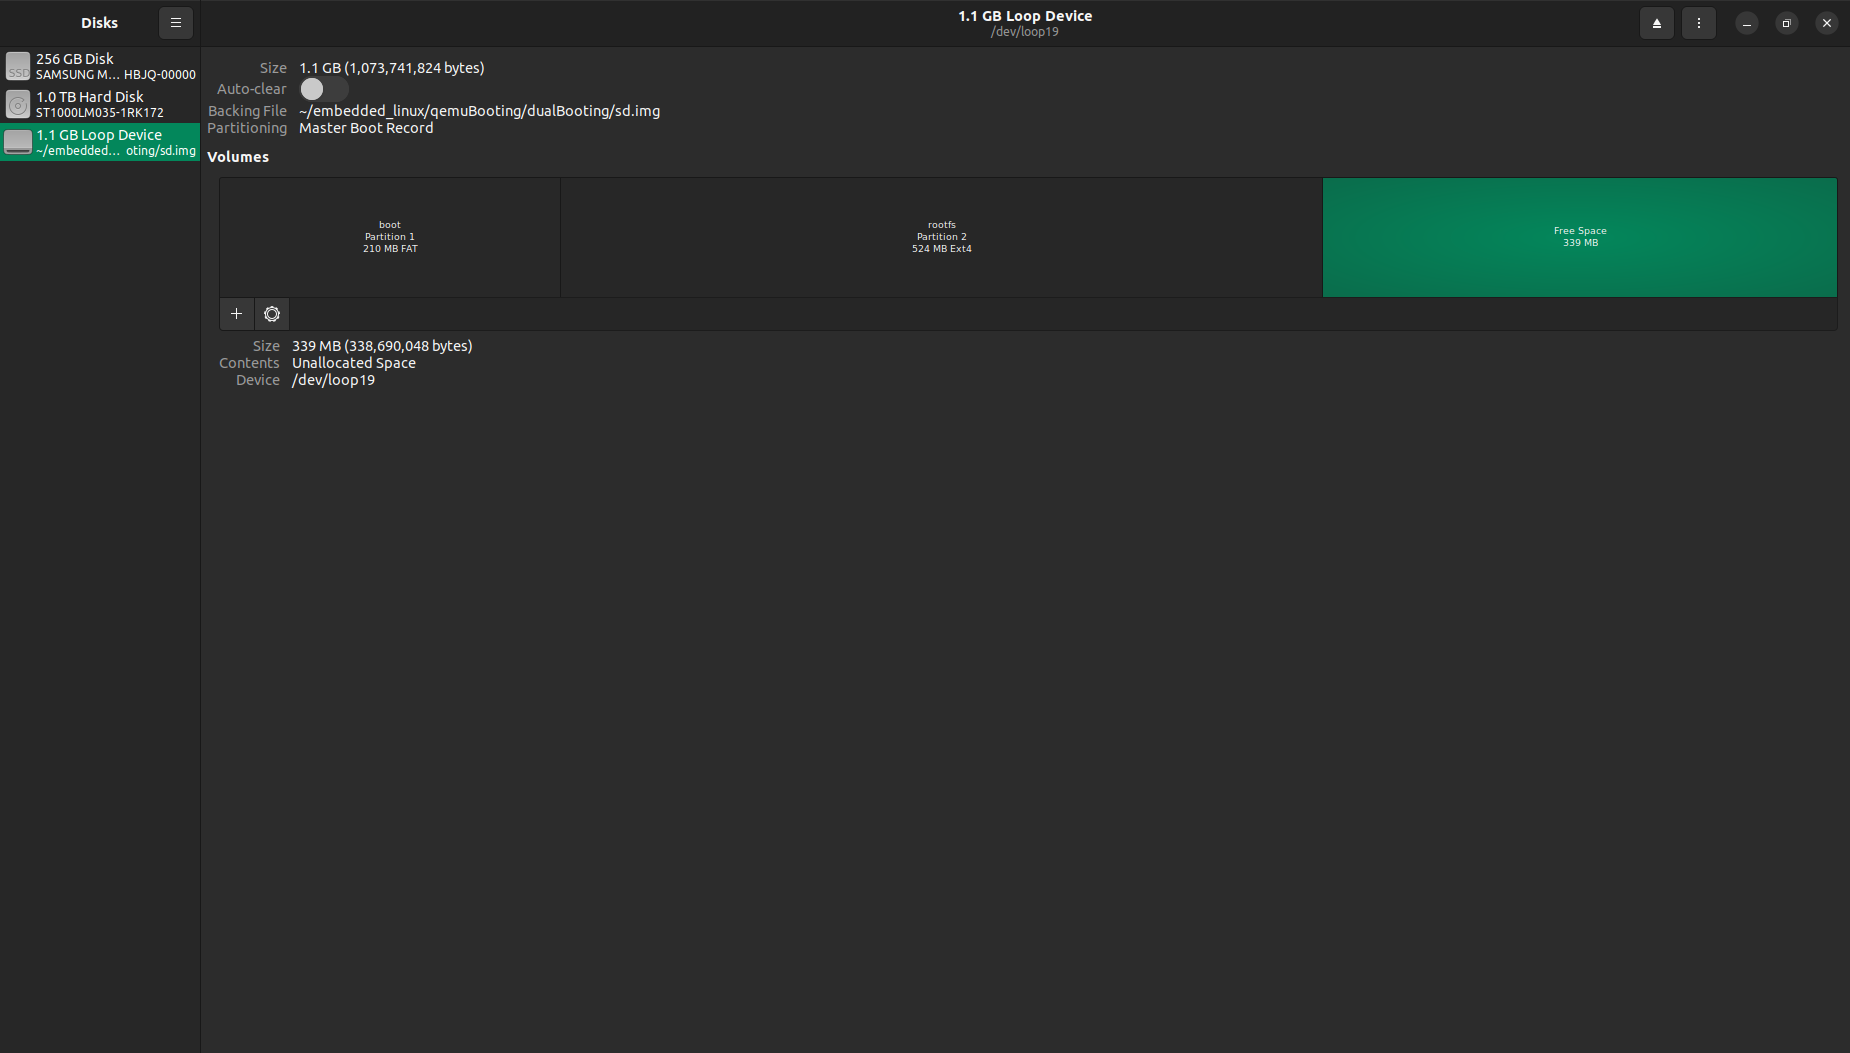 Disks
1.1 GB Loop Device
/dev/loop19
SSD
256 GB Disk
SAMSUNG M... HBJQ-00000
1.0 TB Hard Disk
ST1000LM035-1RK172
1.1 GB Loop Device
~/embedded... oting/sd.img
Size 1.1 GB (1,073,741,824 bytes)
Auto-clear
Backing File ~/embedded_linux/qemuBooting/dualBooting/sd.img
Partitioning Master Boot Record
Volumes
boot
Partition 1
210 MB FAT
rootfs
Partition 2
524 MB Ext4
Free Space
339 MB
Size 339 MB (338,690,048 bytes)
Contents Unallocated Space
Device /dev/loop19